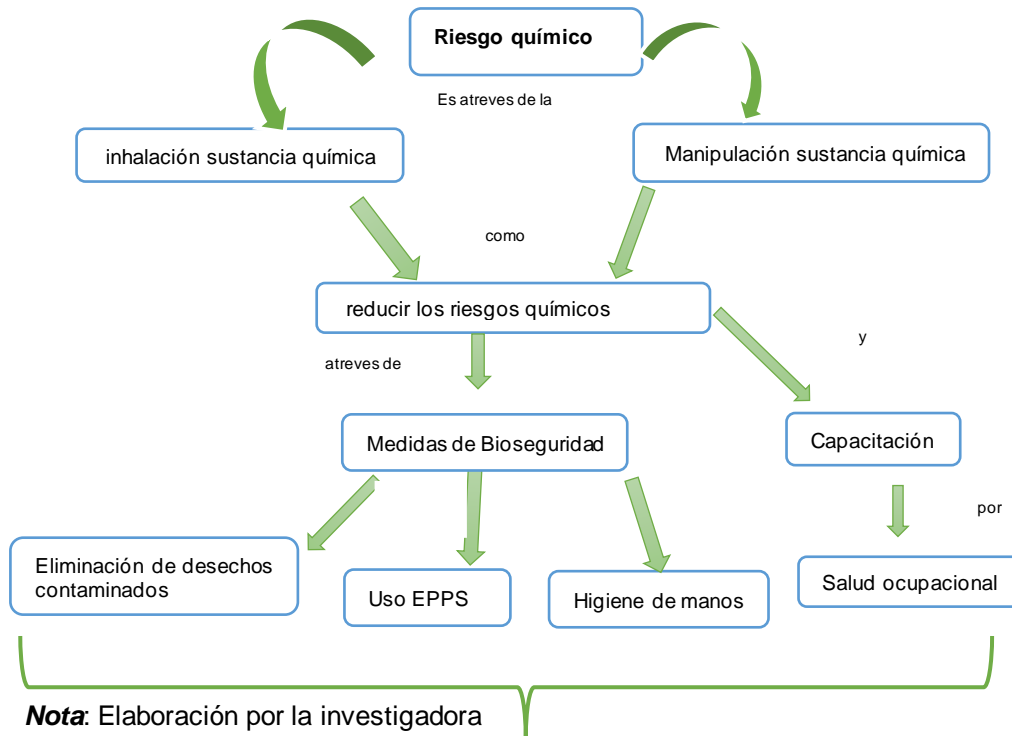 Riesgo químico
Es atreves de la
inhalación sustancia química
Manipulación sustancia química
como
reducir los riesgos químicos
y
atreves de
Medidas de Bioseguridad
Capacitación
por
Eliminación de desechos
contaminados
Uso EPPS
Higiene de manos
Salud ocupacional
Nota: Elaboración por la investigadora